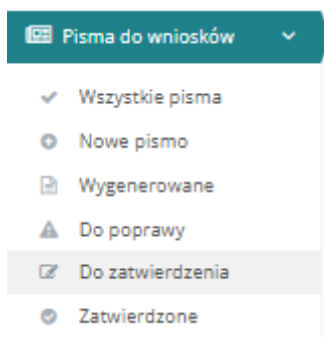 Pisma do wniosków
Wszystkie pisma
Nowe pismo
Wygenerowane
Do poprawy
Do zatwierdzenia
Zatwierdzone